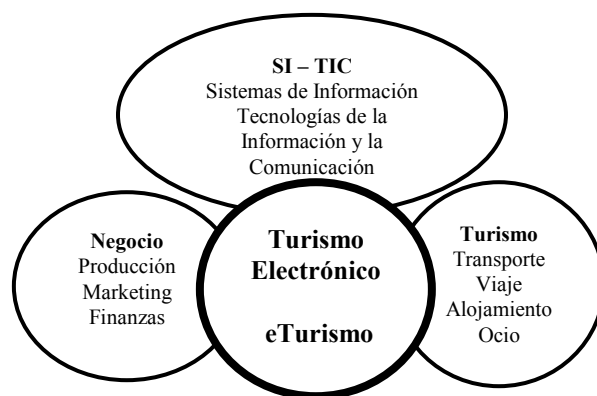 SI – TIC
Sistemas de Información
Tecnologías de la
Información y la
Comunicación
Negocio
Producción
Marketing
Finanzas
Turismo
Electrónico
eTurismo
Turismo
Transporte
Viaje
Alojamiento
Ocio